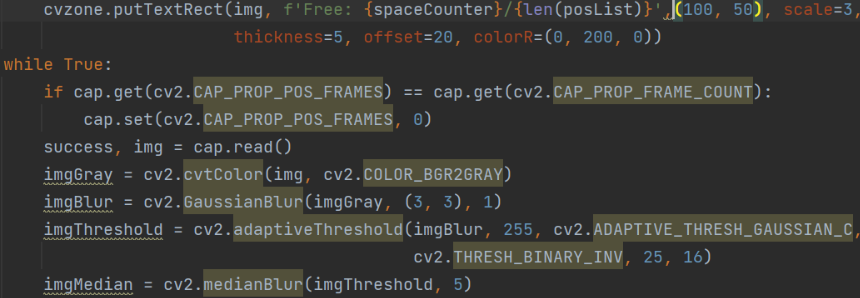 cvzone.putTextRect(img, f'Free: {spaceCounter}/{len(posList)}',(100, 50), scale=3,
thickness=5, offset=20, colorR=(0, 200, 0))
while True:
if cap.get(cv2.CAP_PROP_POS_FRAMES) == cap.get(cv2.CAP_PROP_FRAME_COUNT):
cap.set(cv2.CAP_PROP_POS_FRAMES, 0)
success, img = cap.read()
imgGray = cv2.cvtColor(img, cv2.COLOR_BGR2GRAY)
imgBlur = cv2.GaussianBlur(imgGray, (3, 3), 1)
imgThreshold = cv2.adaptiveThreshold(imgBlur, 255, cv2.ADAPTIVE_THRESH_GAUSSIAN_C,
cv2.THRESH_BINARY_INV, 25, 16)
imgMedian = cv2.medianBlur(imgThreshold, 5)